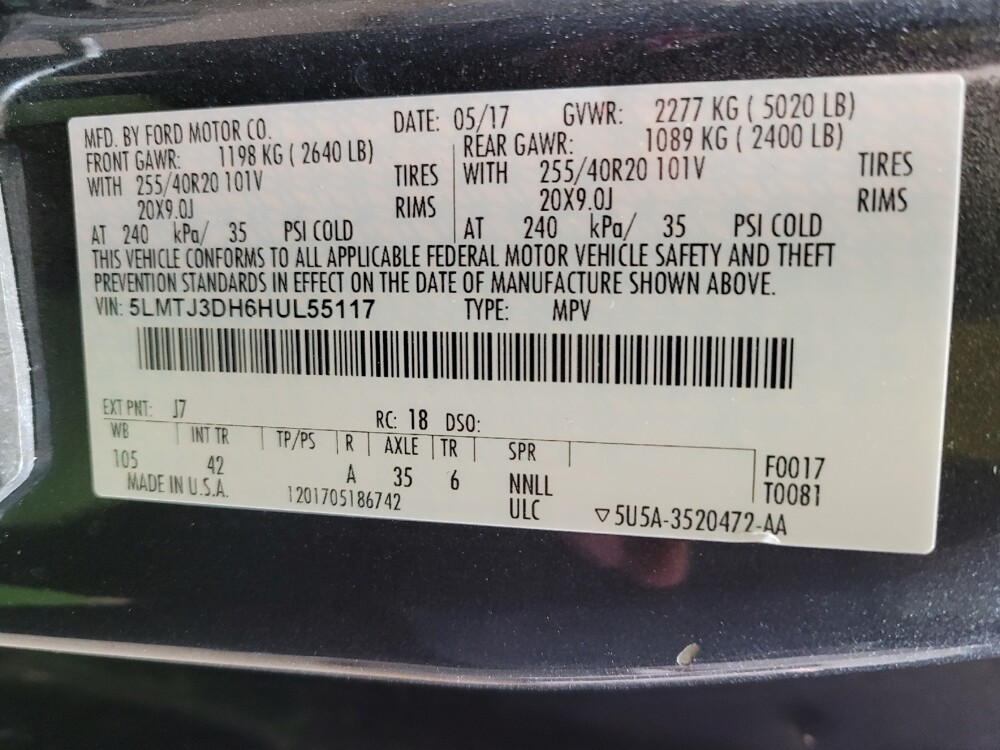 MFD. BY FORD MOTOR CO. DATE: 05/17 GVWR: 2277 KG ( 5020 LB)
FRONT GAWR: 1198 KG ( 2640 LB) REAR GAWR: 1089 KG ( 2400 LB)
WITH 255/40R20 101V TIRES WITH 255/40R20 101V TIRES
20X9.0J RIMS 20X9.0J RIMS
AT 240 kPa/ 35 PSI COLD AT 240 kPa/ 35 PSI COLD
THIS VEHICLE CONFORMS TO ALL APPLICABLE FEDERAL MOTOR VEHICLE SAFETY AND THEFT
PREVENTION STANDARDS IN EFFECT ON THE DATE OF MANUFACTURE SHOWN ABOVE.
VIN: 5LMTJ3DH6HUL55117 TYPE: MPV
EXT PNT: J7 RC: 18 DSO:
WB INT TR TP/PS R AXLE TR SPR
105 42 A 35 6 NNLL F0017
MADE IN U.S.A. 1201705186742 ULC T0081
▽5U5A-3520472-AA